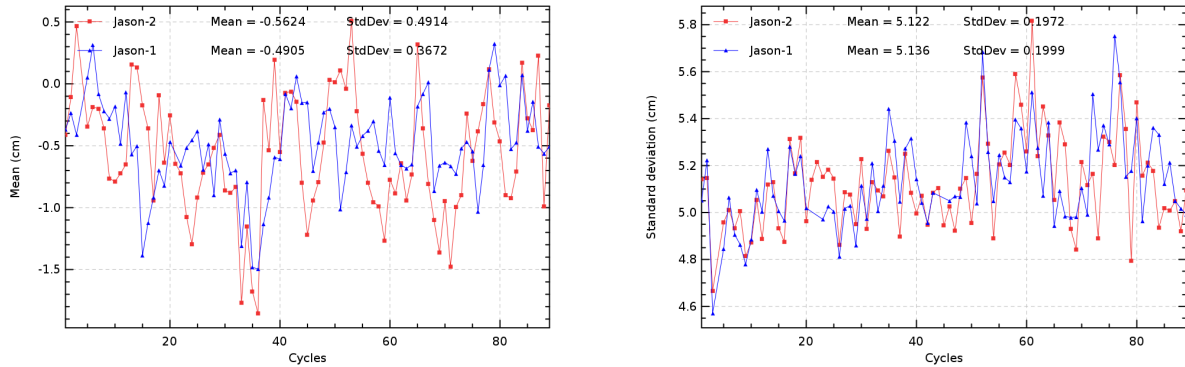 Jason-2 Mean = -0.5624 StdDev = 0.4914
Jason-1 Mean = -0.4905 StdDev = 0.3672
0.5
0.0
-0.5
-1.0
-1.5
Mean (cm)
20 40 60 80
Cycles
Jason-2 Mean = 5.122 StdDev = 0.1972
Jason-1 Mean = 5.136 StdDev = 0.1999
5.8
5.6
5.4
5.2
5.0
4.8
4.6
Standard deviation (cm)
20 40 60 80
Cycles